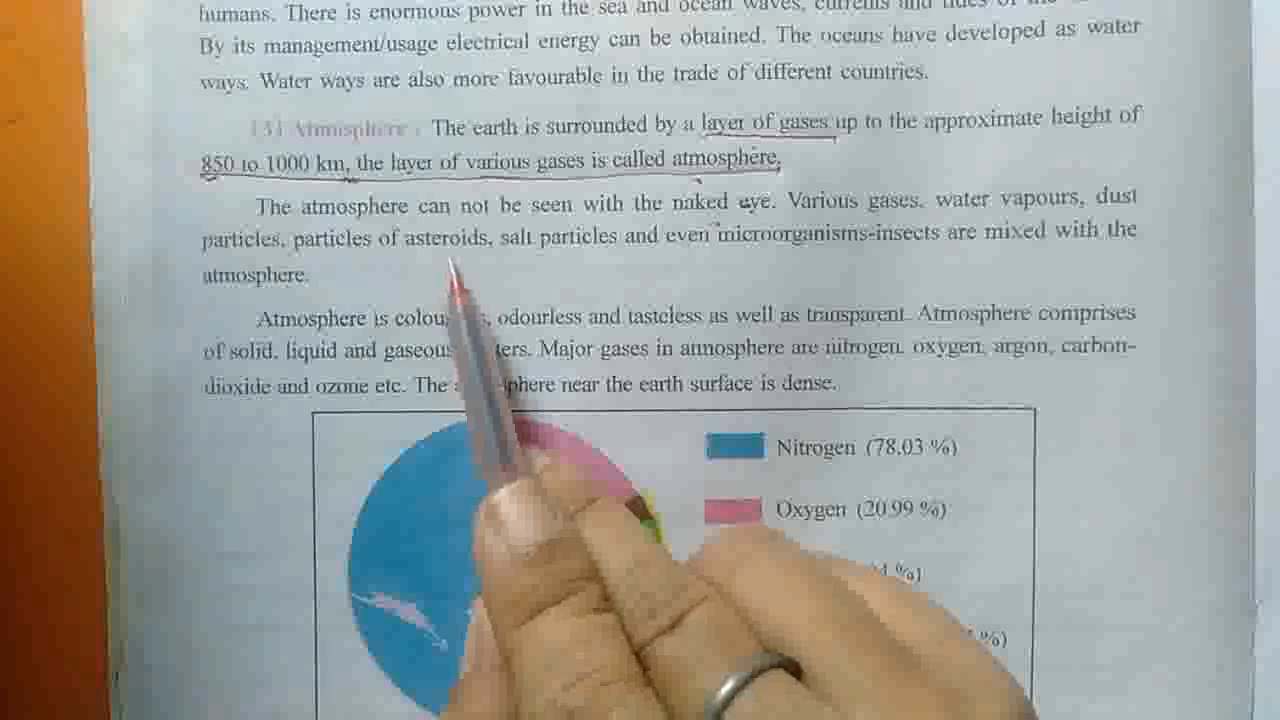 humans. There is enormous power in the sea and ocean waves, currents and tides of the
By its management/usage electrical energy can be obtained. The oceans have developed as water
ways. Water ways are also more favourable in the trade of different countries.
(3) Atmosphere : The earth is surrounded by a layer of gases up to the approximate height of
850 to 1000 km, the layer of various gases is called atmosphere.
The atmosphere can not be seen with the naked eye. Various gases, water vapours, dust
particles, particles of asteroids, salt particles and even microorganisms-insects are mixed with the
atmosphere.
Atmosphere is odourless and tasteless as well as transparent. Atmosphere comprises
of solid, liquid and gaseous Major gases in atmosphere are nitrogen, oxygen, argon, carbon-
dioxide and ozone etc. The near the earth surface is dense.
Nitrogen (78.03 %)
Oxygen (20.99 %)
%)
%)